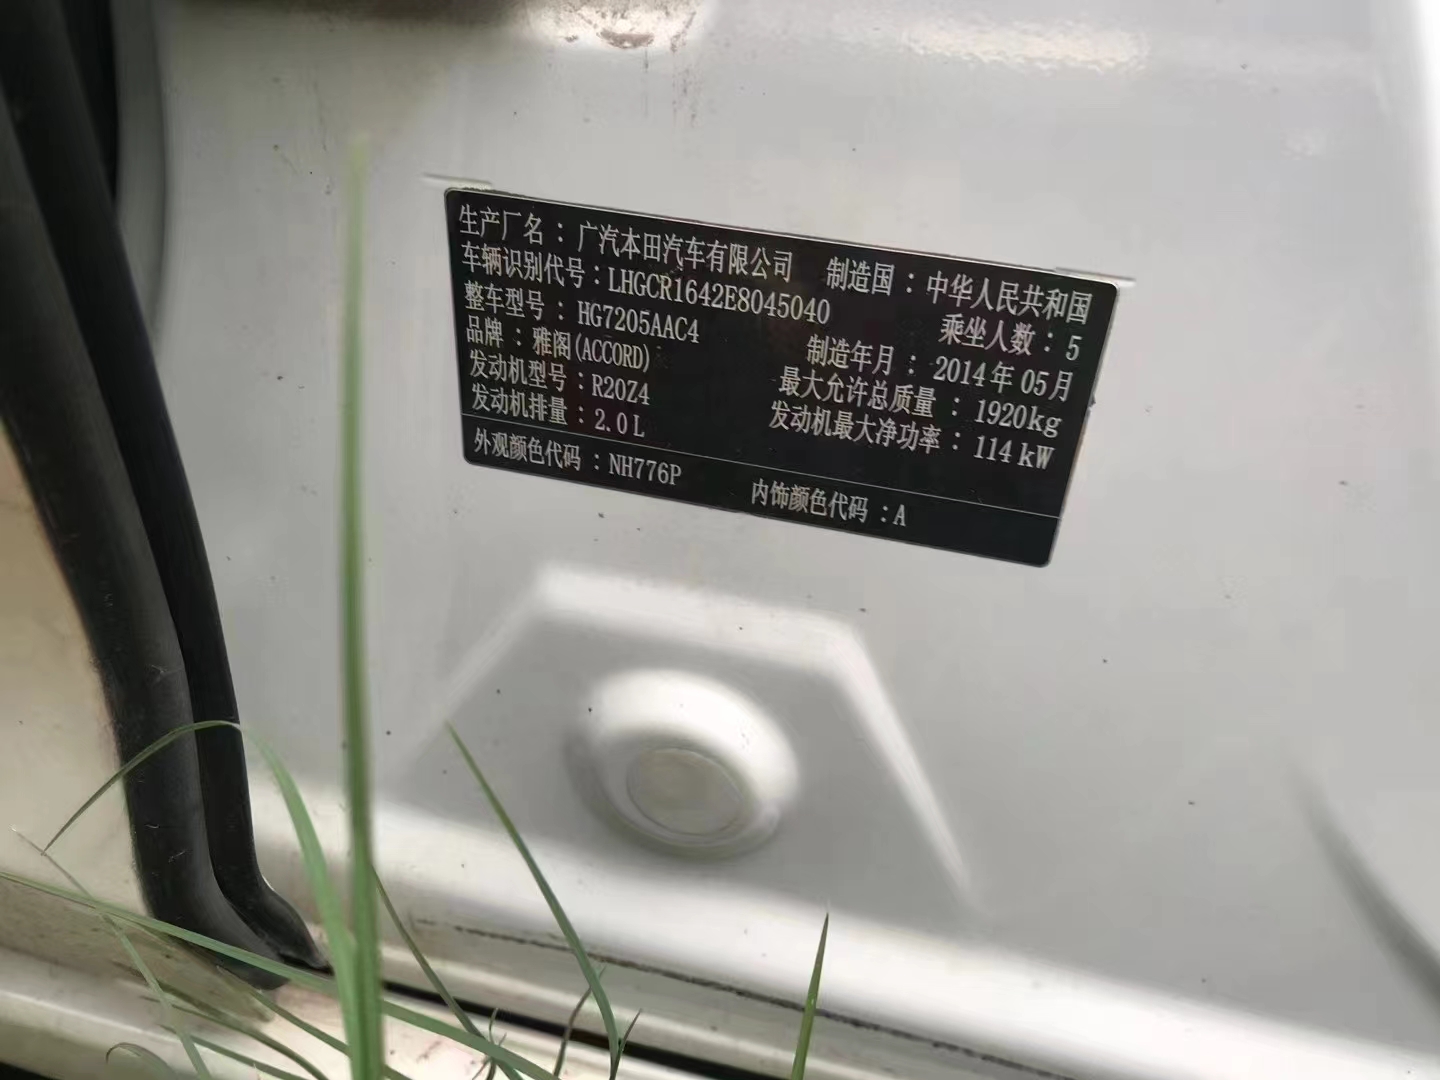 生产厂名：广汽本田汽车有限公司 制造国：中华人民共和国
车辆识别代号：LHGCR1642E8045040 乘坐人数：5
整车型号：HG7205AAC4 制造年月：2014年05月
品牌：雅阁(ACCORD) 最大允许总质量：1920kg
发动机型号：R20Z4 发动机最大净功率：114kW
发动机排量：2.0L
外观颜色代码：NH776P 内饰颜色代码：A